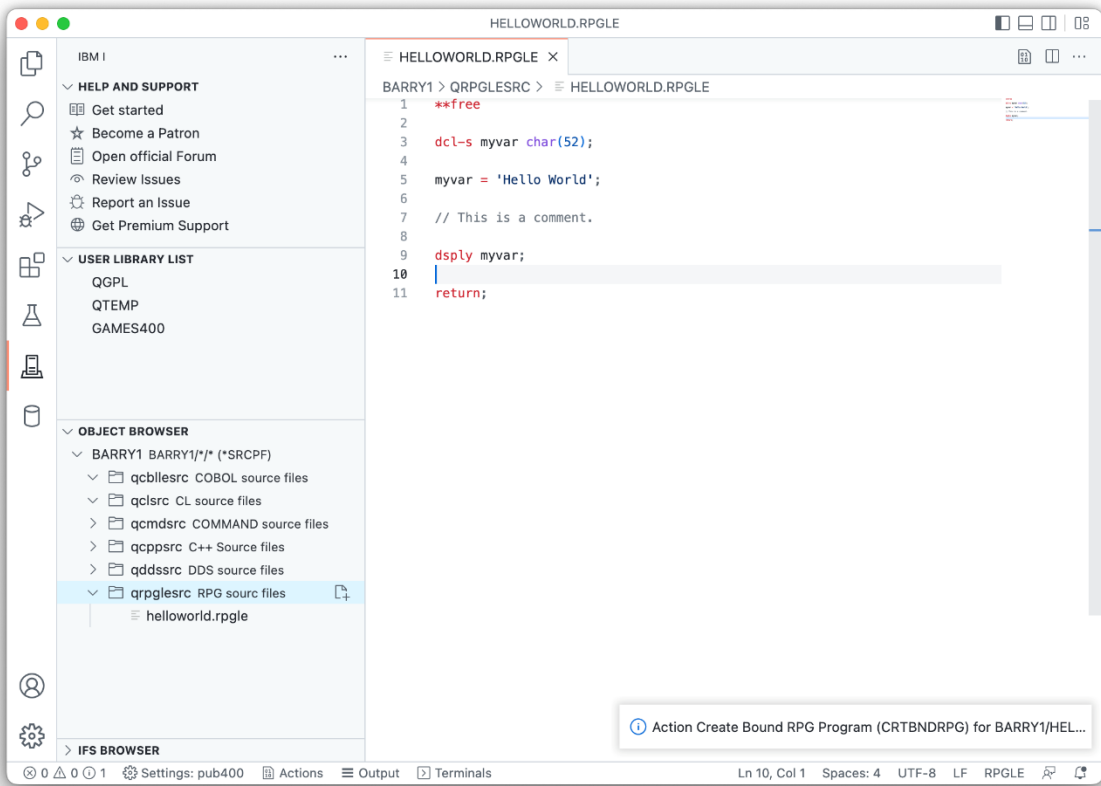 HELLOWORLD.RPGLE
IBM I
HELP AND SUPPORT
Get started
Become a Patron
Open official Forum
Review Issues
Report an Issue
Get Premium Support
USER LIBRARY LIST
QGPL
QTEMP
GAMES400
OBJECT BROWSER
BARRY1 BARRY1/*/* (*SRCPF)
qcbllesrc COBOL source files
qclsrc CL source files
qcmdsrc COMMAND source files
qcppsrc C++ Source files
qddssrc DDS source files
qrpglesrc RPG sourc files
helloworld.rpgle
IFS BROWSER
HELLOWORLD.RPGLE
BARRY1 > QRPGLESRC > HELLOWORLD.RPGLE
1 **free
2
3 dcl-s myvar char(52);
4
5 myvar = 'Hello World';
6
7 // This is a comment.
8
9 dsply myvar;
10
11 return;
Action Create Bound RPG Program (CRTBNDRPG) for BARRY1/HEL...
0 0 1 Settings: pub400 Actions Output Terminals Ln 10, Col 1 Spaces: 4 UTF-8 LF RPGLE